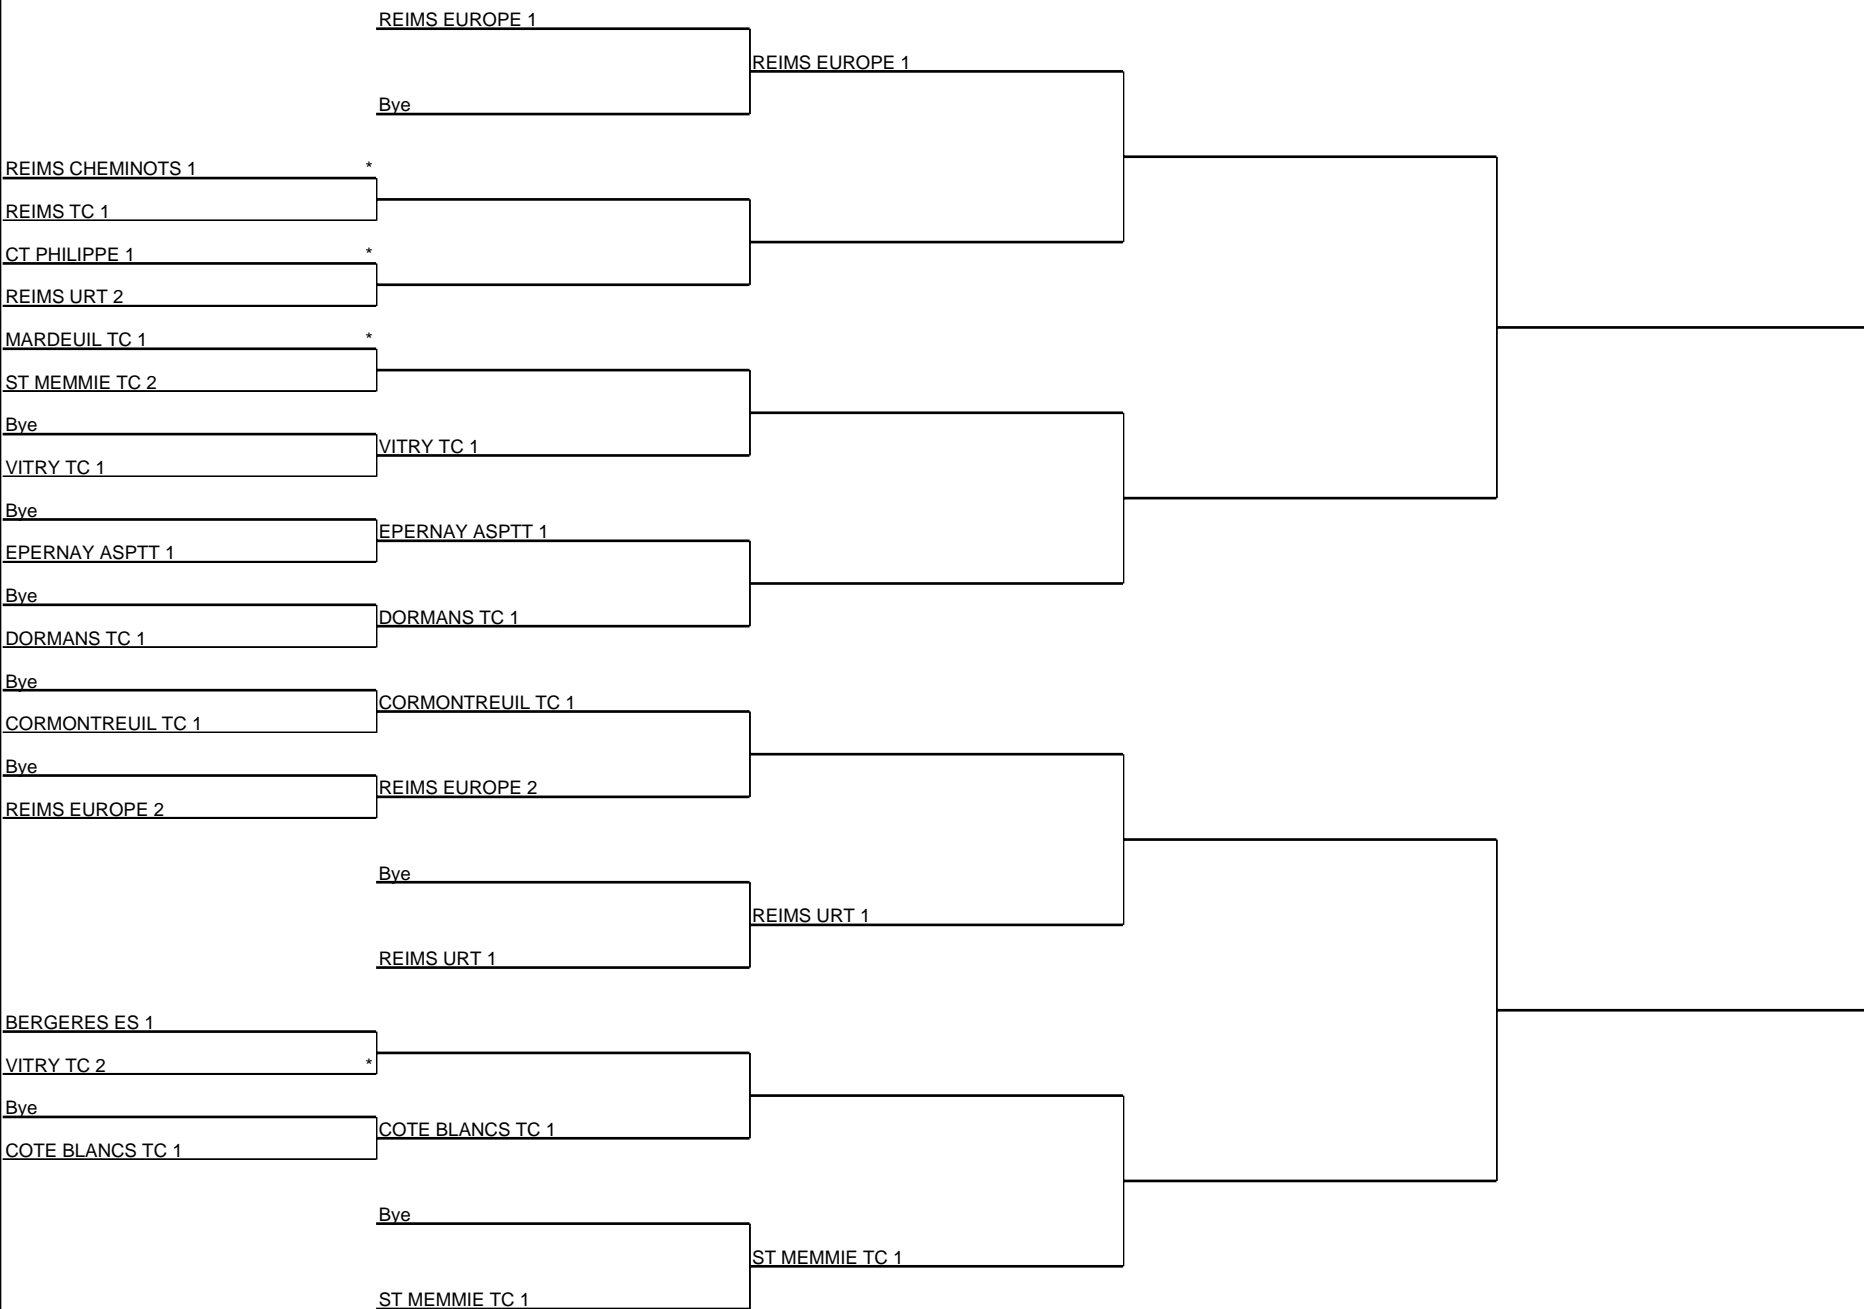 REIMS EUROPE 1
REIMS EUROPE 1
Bye
REIMS CHEMINOTS 1 *
REIMS TC 1
CT PHILIPPE 1 *
REIMS URT 2
MARDEUIL TC 1 *
ST MEMMIE TC 2
Bye
VITRY TC 1
VITRY TC 1
Bye
EPERNAY ASPTT 1
EPERNAY ASPTT 1
Bye
DORMANS TC 1
DORMANS TC 1
Bye
CORMONTREUIL TC 1
CORMONTREUIL TC 1
Bye
REIMS EUROPE 2
REIMS EUROPE 2
Bye
REIMS URT 1
REIMS URT 1
BERGERES ES 1
VITRY TC 2 *
Bye
COTE BLANCS TC 1
COTE BLANCS TC 1
Bye
ST MEMMIE TC 1
ST MEMMIE TC 1